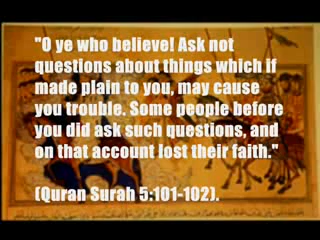 "O ye who believe! Ask not
questions about things which if
made plain to you, may cause
you trouble. Some people before
you did ask such questions, and
on that account lost their faith."
(Quran Surah 5:101-102).